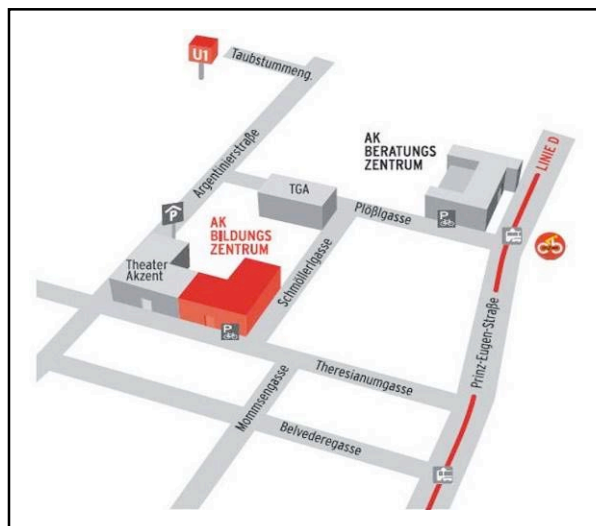 U1
Taubstummeng.
Argentinierstraße
AK
BERATUNGS
ZENTRUM
LINIE D
TGA
Plößlgasse
P
P
AK
BILDUNGS
ZENTRUM
Theater
Akzent
Schmöllerlgasse
P
Prinz-Eugen-Straße
Theresianumgasse
Mommsengasse
Belvederegasse